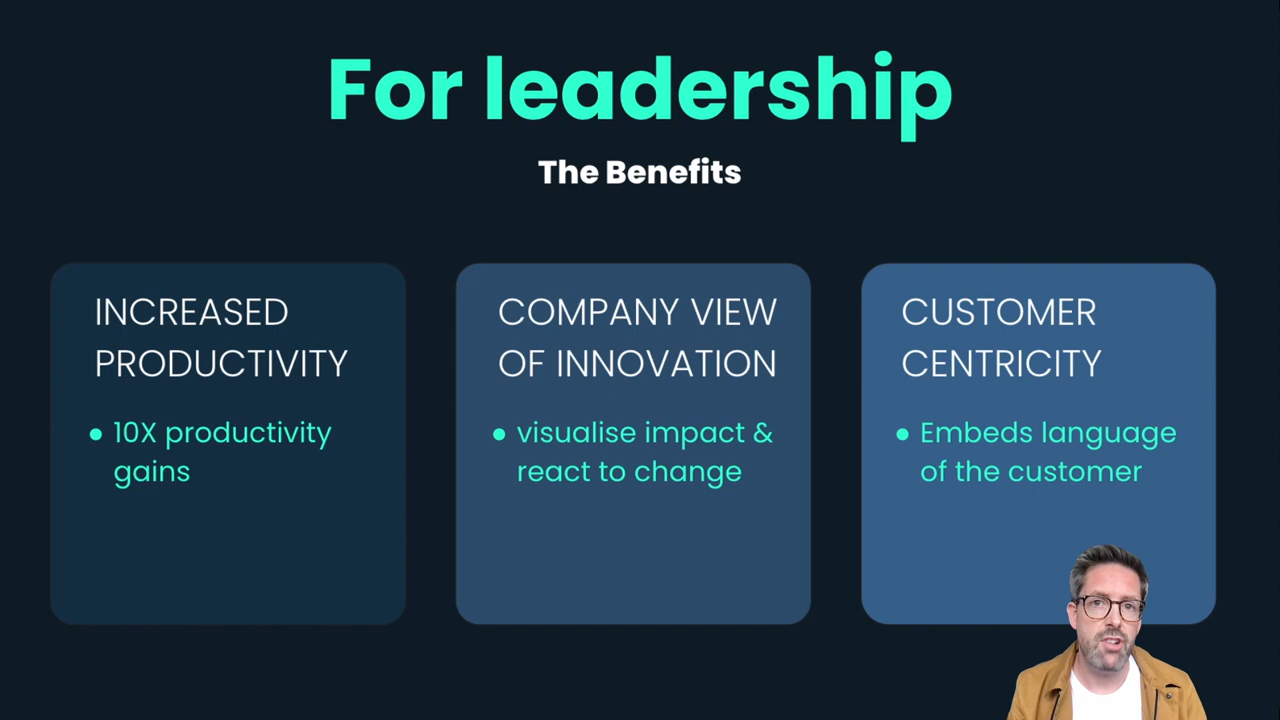 For leadership
The Benefits
INCREASED
PRODUCTIVITY
● 10X productivity
gains
COMPANY VIEW
OF INNOVATION
● visualise impact &
react to change
CUSTOMER
CENTRICITY
● Embeds language
of the customer